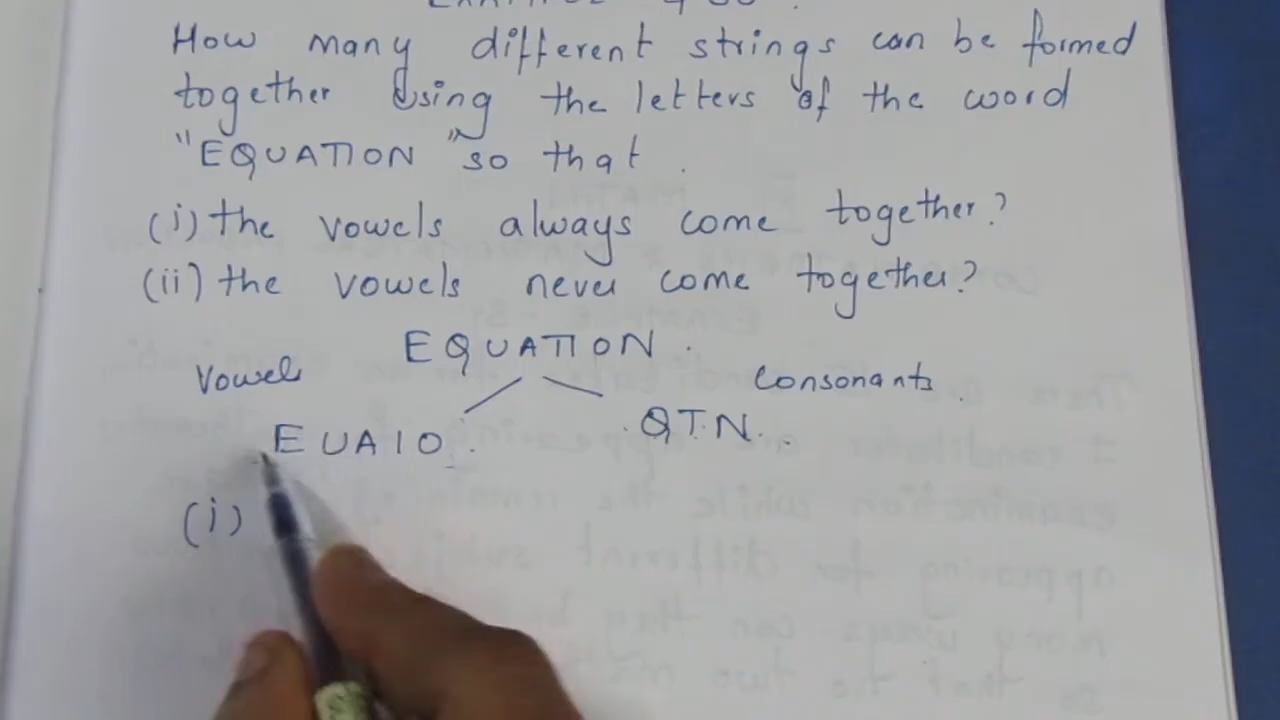 How many different strings can be formed
together using the letters of the word
"EQUATION" so that
(i) the vowels always come together?
(ii) the vowels never come together?
EQUATION.
Vowels Consonants
EUAIO. QTN.
(i)